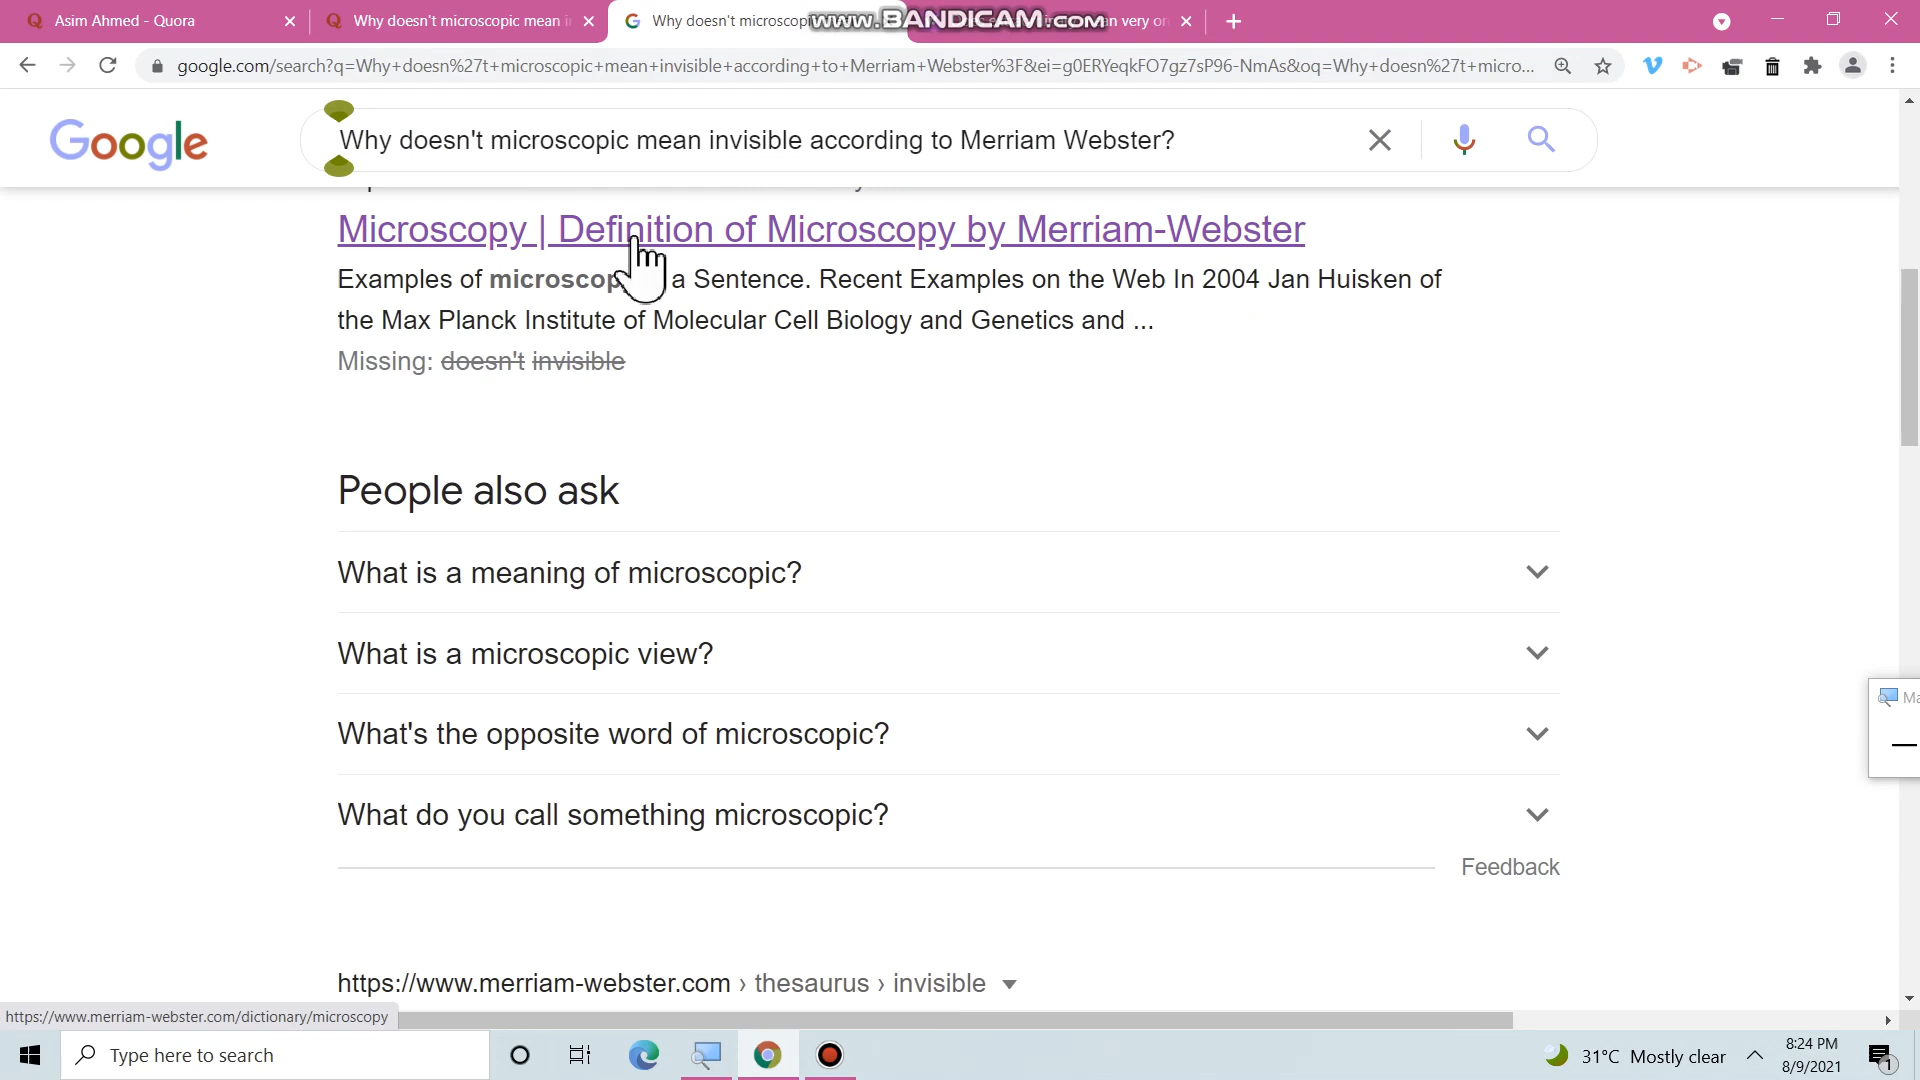 Asim Ahmed - Quora
Why doesn't microscopic mean i
Why doesn't microscopi
an very or
www.BANDICAM.com
google.com/search?q=Why+doesn%27t+microscopic+mean+invisible+according+to+Merriam+Webster%3F&ei=g0ERYeqkFO7gz7sP96-NmAs&oq=Why+doesn%27t+micro...
Google
Why doesn't microscopic mean invisible according to Merriam Webster?
Microscopy | Definition of Microscopy by Merriam-Webster
Examples of microscop a Sentence. Recent Examples on the Web In 2004 Jan Huisken of
the Max Planck Institute of Molecular Cell Biology and Genetics and ...
Missing: doesn't invisible
People also ask
What is a meaning of microscopic?
What is a microscopic view?
Ma
What's the opposite word of microscopic?
What do you call something microscopic?
Feedback
https://www.merriam-webster.com › thesaurus › invisible
https://www.merriam-webster.com/dictionary/microscopy
Type here to search
31°C Mostly clear
8:24 PM
8/9/2021
1